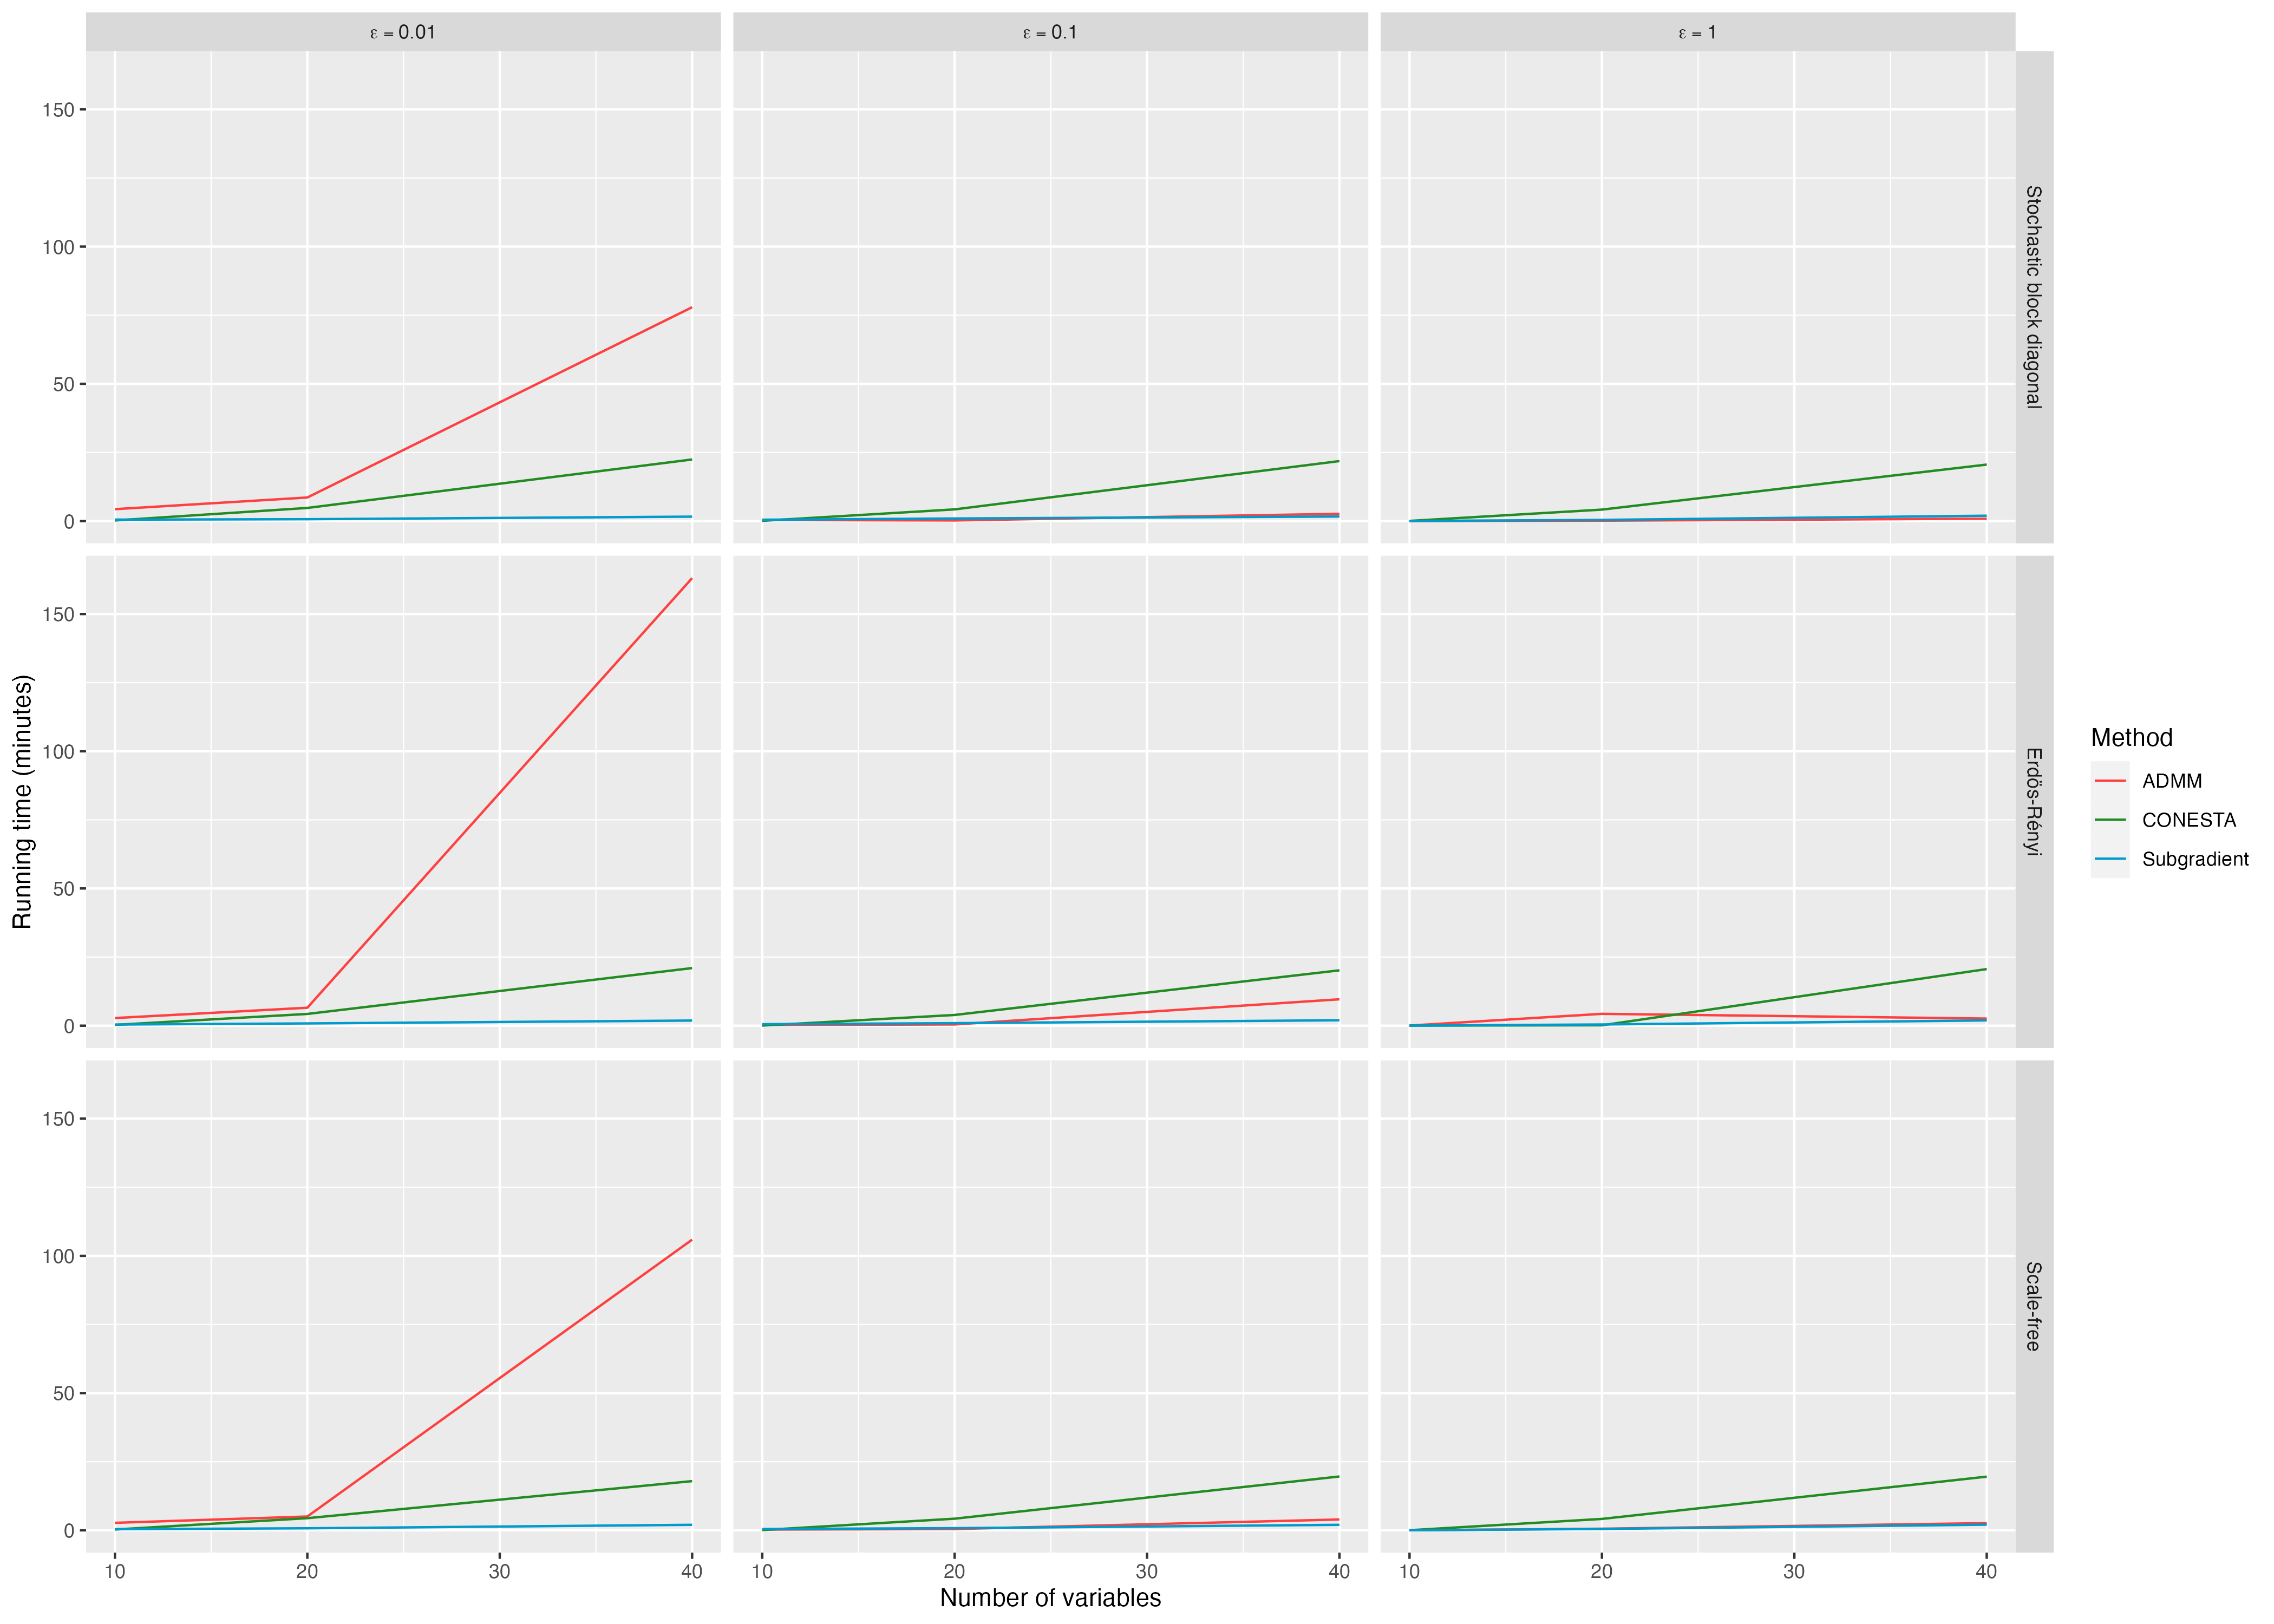 ε = 0.01
ε = 0.1
ε = 1
150
100
50
0
Stochastic block diagonal
150
100
50
0
Erdös-Rényi
150
100
50
0
Scale-free
10 20 30 40
10 20 30 40
10 20 30 40
Number of variables
Running time (minutes)
Method
ADMM
CONESTA
Subgradient